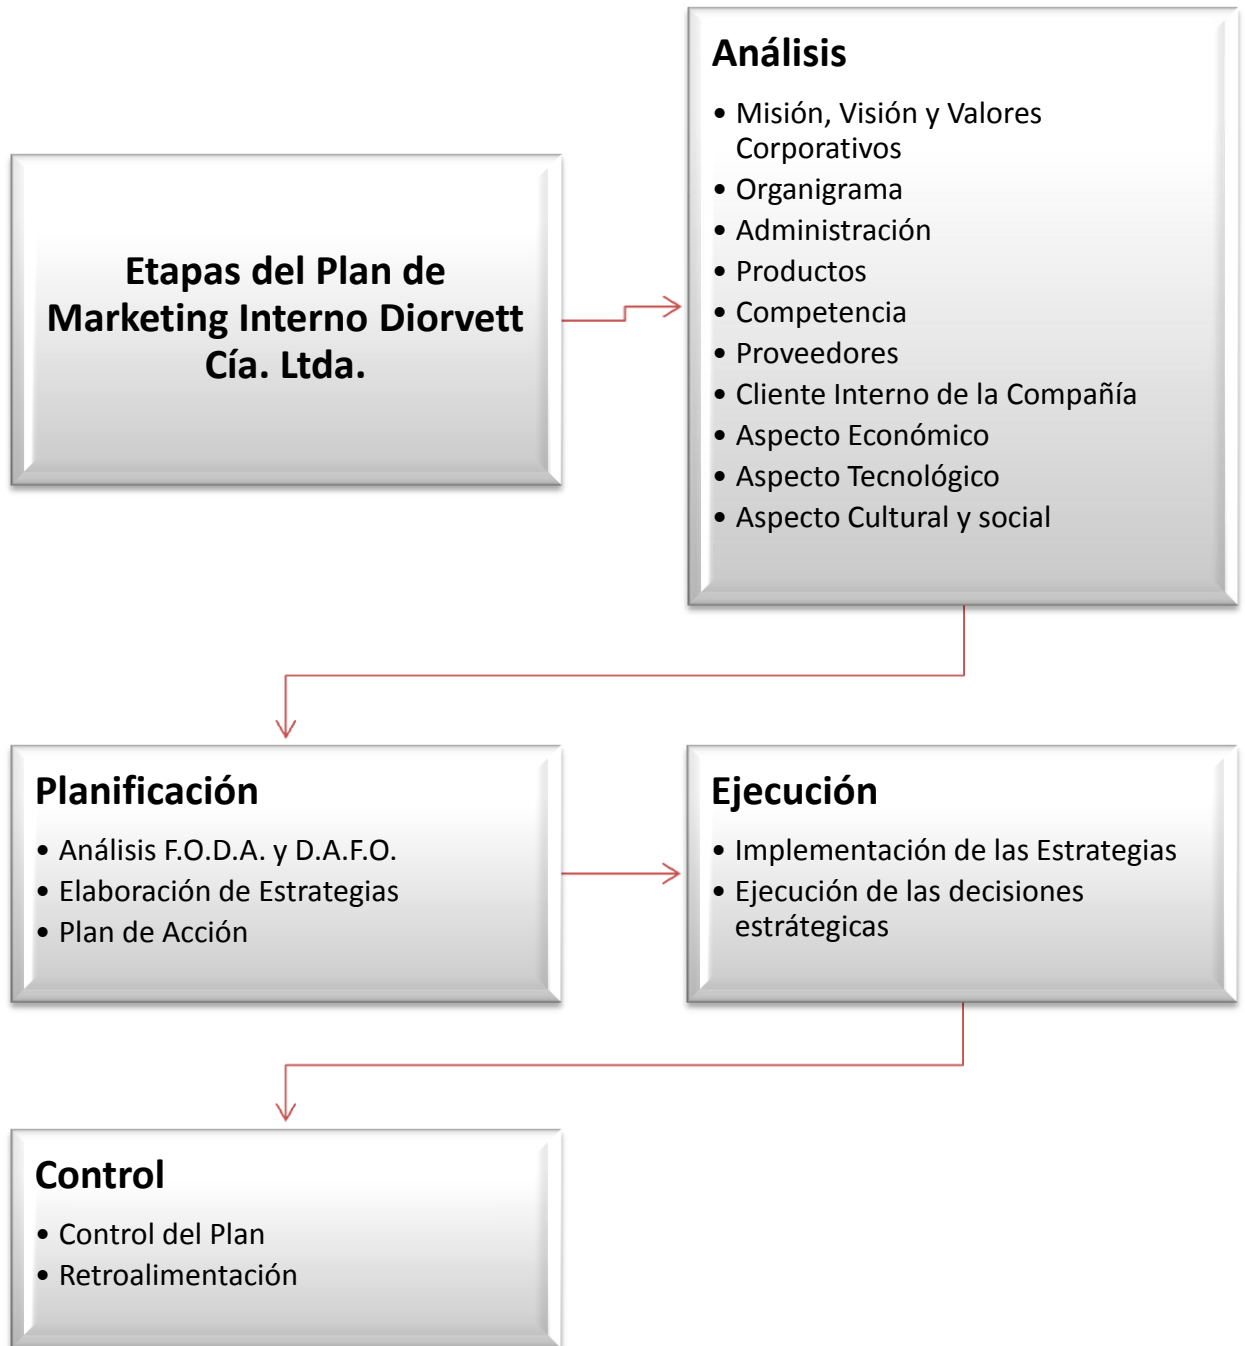 Etapas del Plan de
Marketing Interno Diorvett
Cía. Ltda.
Análisis
• Misión, Visión y Valores
Corporativos
• Organigrama
• Administración
• Productos
• Competencia
• Proveedores
• Cliente Interno de la Compañía
• Aspecto Económico
• Aspecto Tecnológico
• Aspecto Cultural y social
Planificación
• Análisis F.O.D.A. y D.A.F.O.
• Elaboración de Estrategias
• Plan de Acción
Ejecución
• Implementación de las Estrategias
• Ejecución de las decisiones
estrátegicas
Control
• Control del Plan
• Retroalimentación